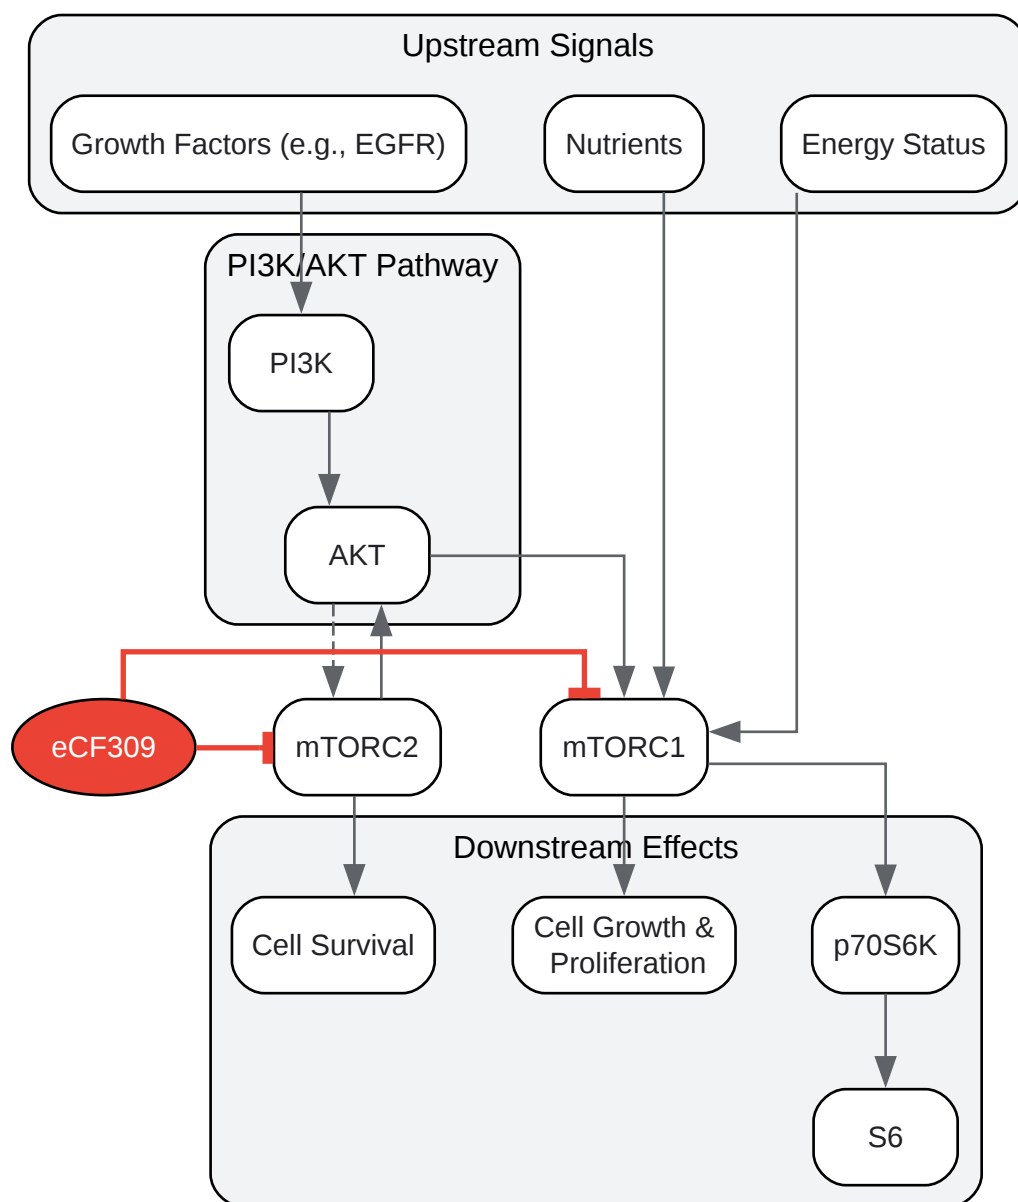 Upstream Signals
Growth Factors (e.g., EGFR)
Nutrients
Energy Status
PI3K/AKT Pathway
PI3K
AKT
eCF309
mTORC2
mTORC1
Downstream Effects
Cell Survival
Cell Growth &
Proliferation
p70S6K
S6